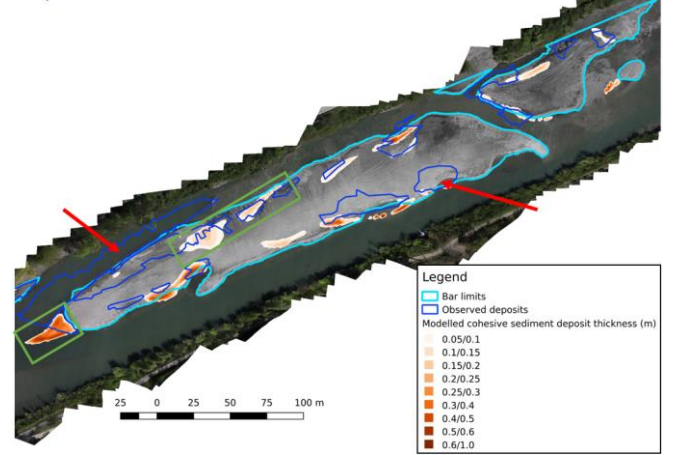 Legend
Bar limits
Observed deposits
Modelled cohesive sediment deposit thickness (m)
0.05/0.1
0.1/0.15
0.15/0.2
0.2/0.25
0.25/0.3
0.3/0.4
0.4/0.5
0.5/0.6
0.6/1.0
25 0 25 50 75 100 m